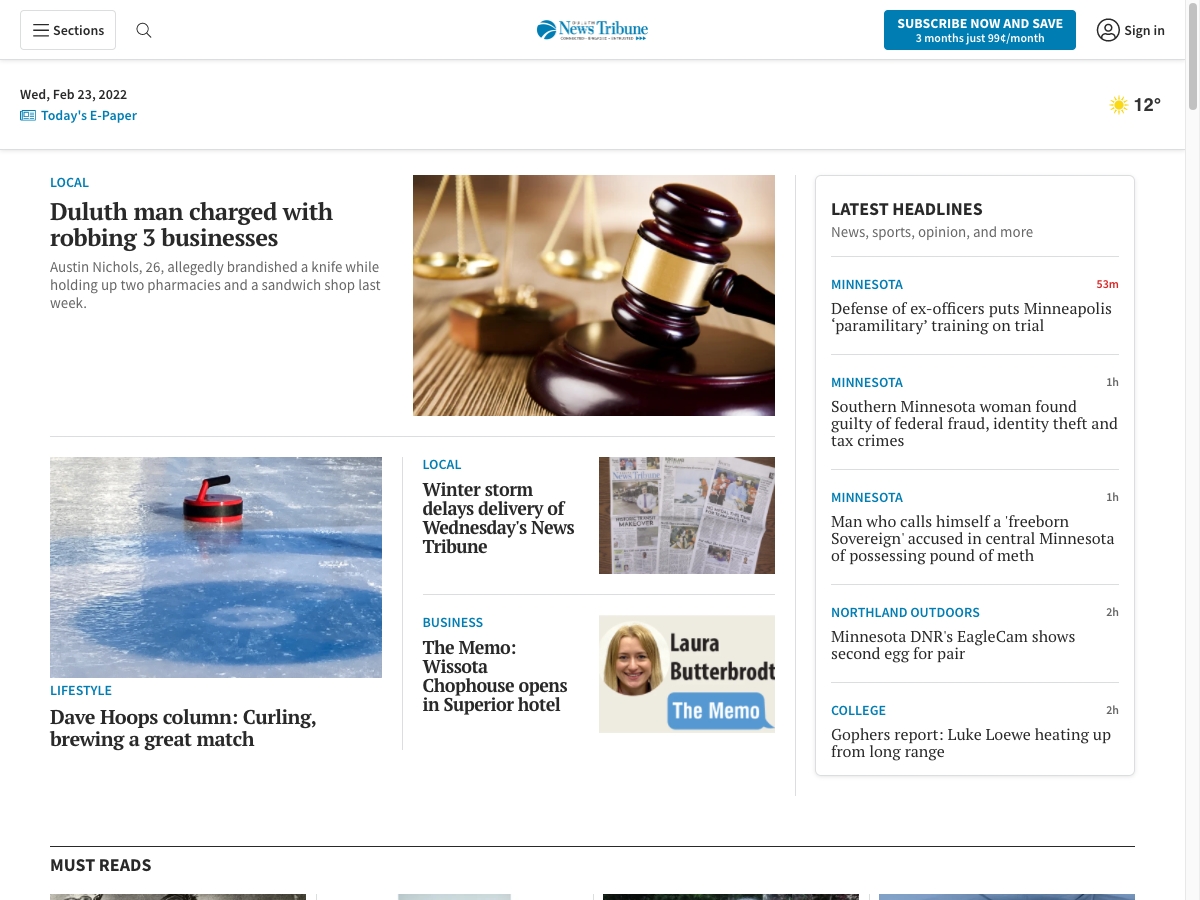 Sections
DULUTH
News Tribune
SUBSCRIBE NOW AND SAVE
3 months just 99¢/month
Sign in
Wed, Feb 23, 2022
Today's E-Paper
12°
LOCAL
Duluth man charged with
robbing 3 businesses
Austin Nichols, 26, allegedly brandished a knife while
holding up two pharmacies and a sandwich shop last
week.
LIFESTYLE
Dave Hoops column: Curling,
brewing a great match
LOCAL
Winter storm
delays delivery of
Wednesday's News
Tribune
News Tribune
BUSINESS
The Memo:
Wissota
Chophouse opens
in Superior hotel
Laura
Butterbrodt
The Memo
LATEST HEADLINES
News, sports, opinion, and more
MINNESOTA
53m
Defense of ex-officers puts Minneapolis
‘paramilitary’ training on trial
MINNESOTA
1h
Southern Minnesota woman found
guilty of federal fraud, identity theft and
tax crimes
MINNESOTA
1h
Man who calls himself a 'freeborn
Sovereign' accused in central Minnesota
of possessing pound of meth
NORTHLAND OUTDOORS
2h
Minnesota DNR's EagleCam shows
second egg for pair
COLLEGE
2h
Gophers report: Luke Loewe heating up
from long range
MUST READS